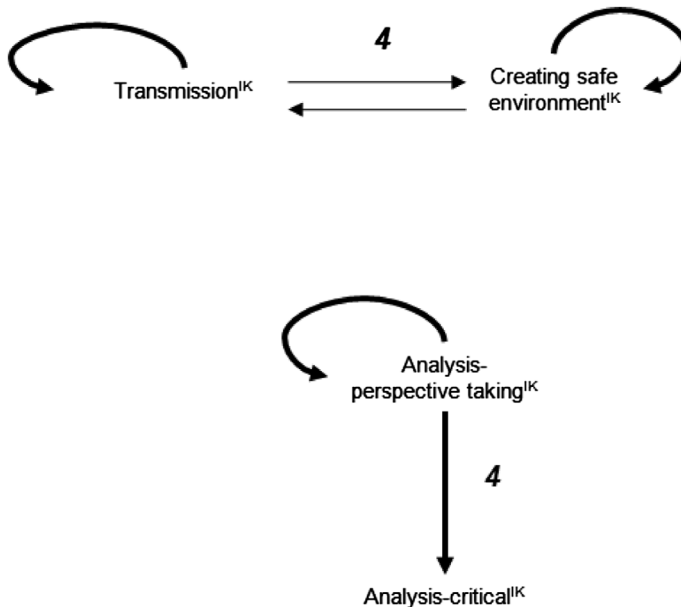 4
Transmission^IK
Creating safe
environment^IK
Analysis-
perspective taking^IK
4
Analysis-critical^IK